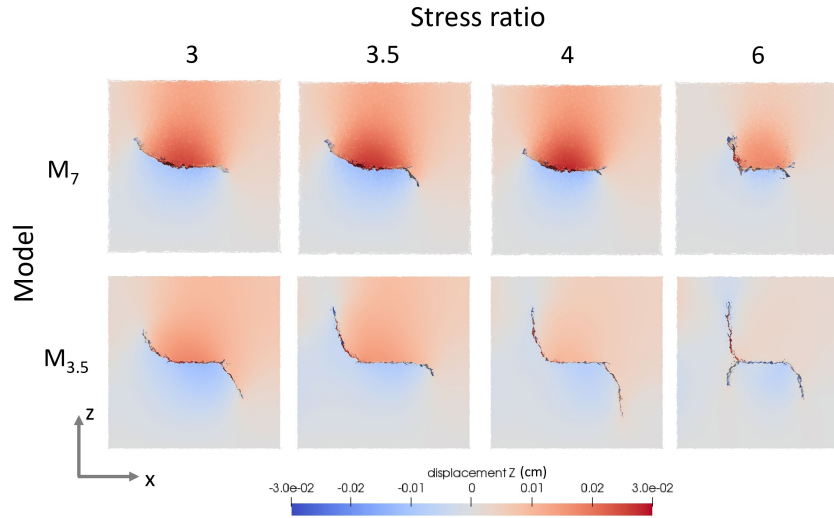 Stress ratio
3 3.5 4 6
M7
Model
M3.5
z
x
displacement Z (cm)
-3.0e-02 -0.02 -0.01 0 0.01 0.02 3.0e-02